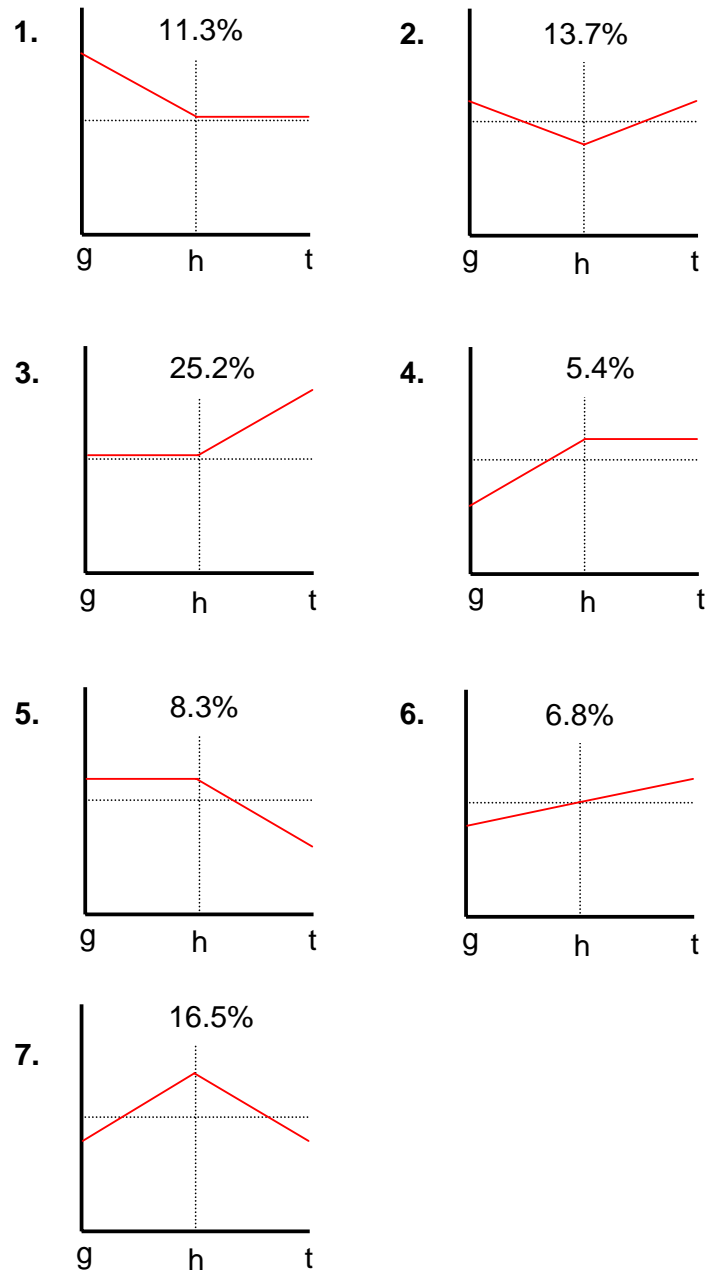 1. 11.3%
g h t
2. 13.7%
g h t
3. 25.2%
g h t
4. 5.4%
g h t
5. 8.3%
g h t
6. 6.8%
g h t
7. 16.5%
g h t